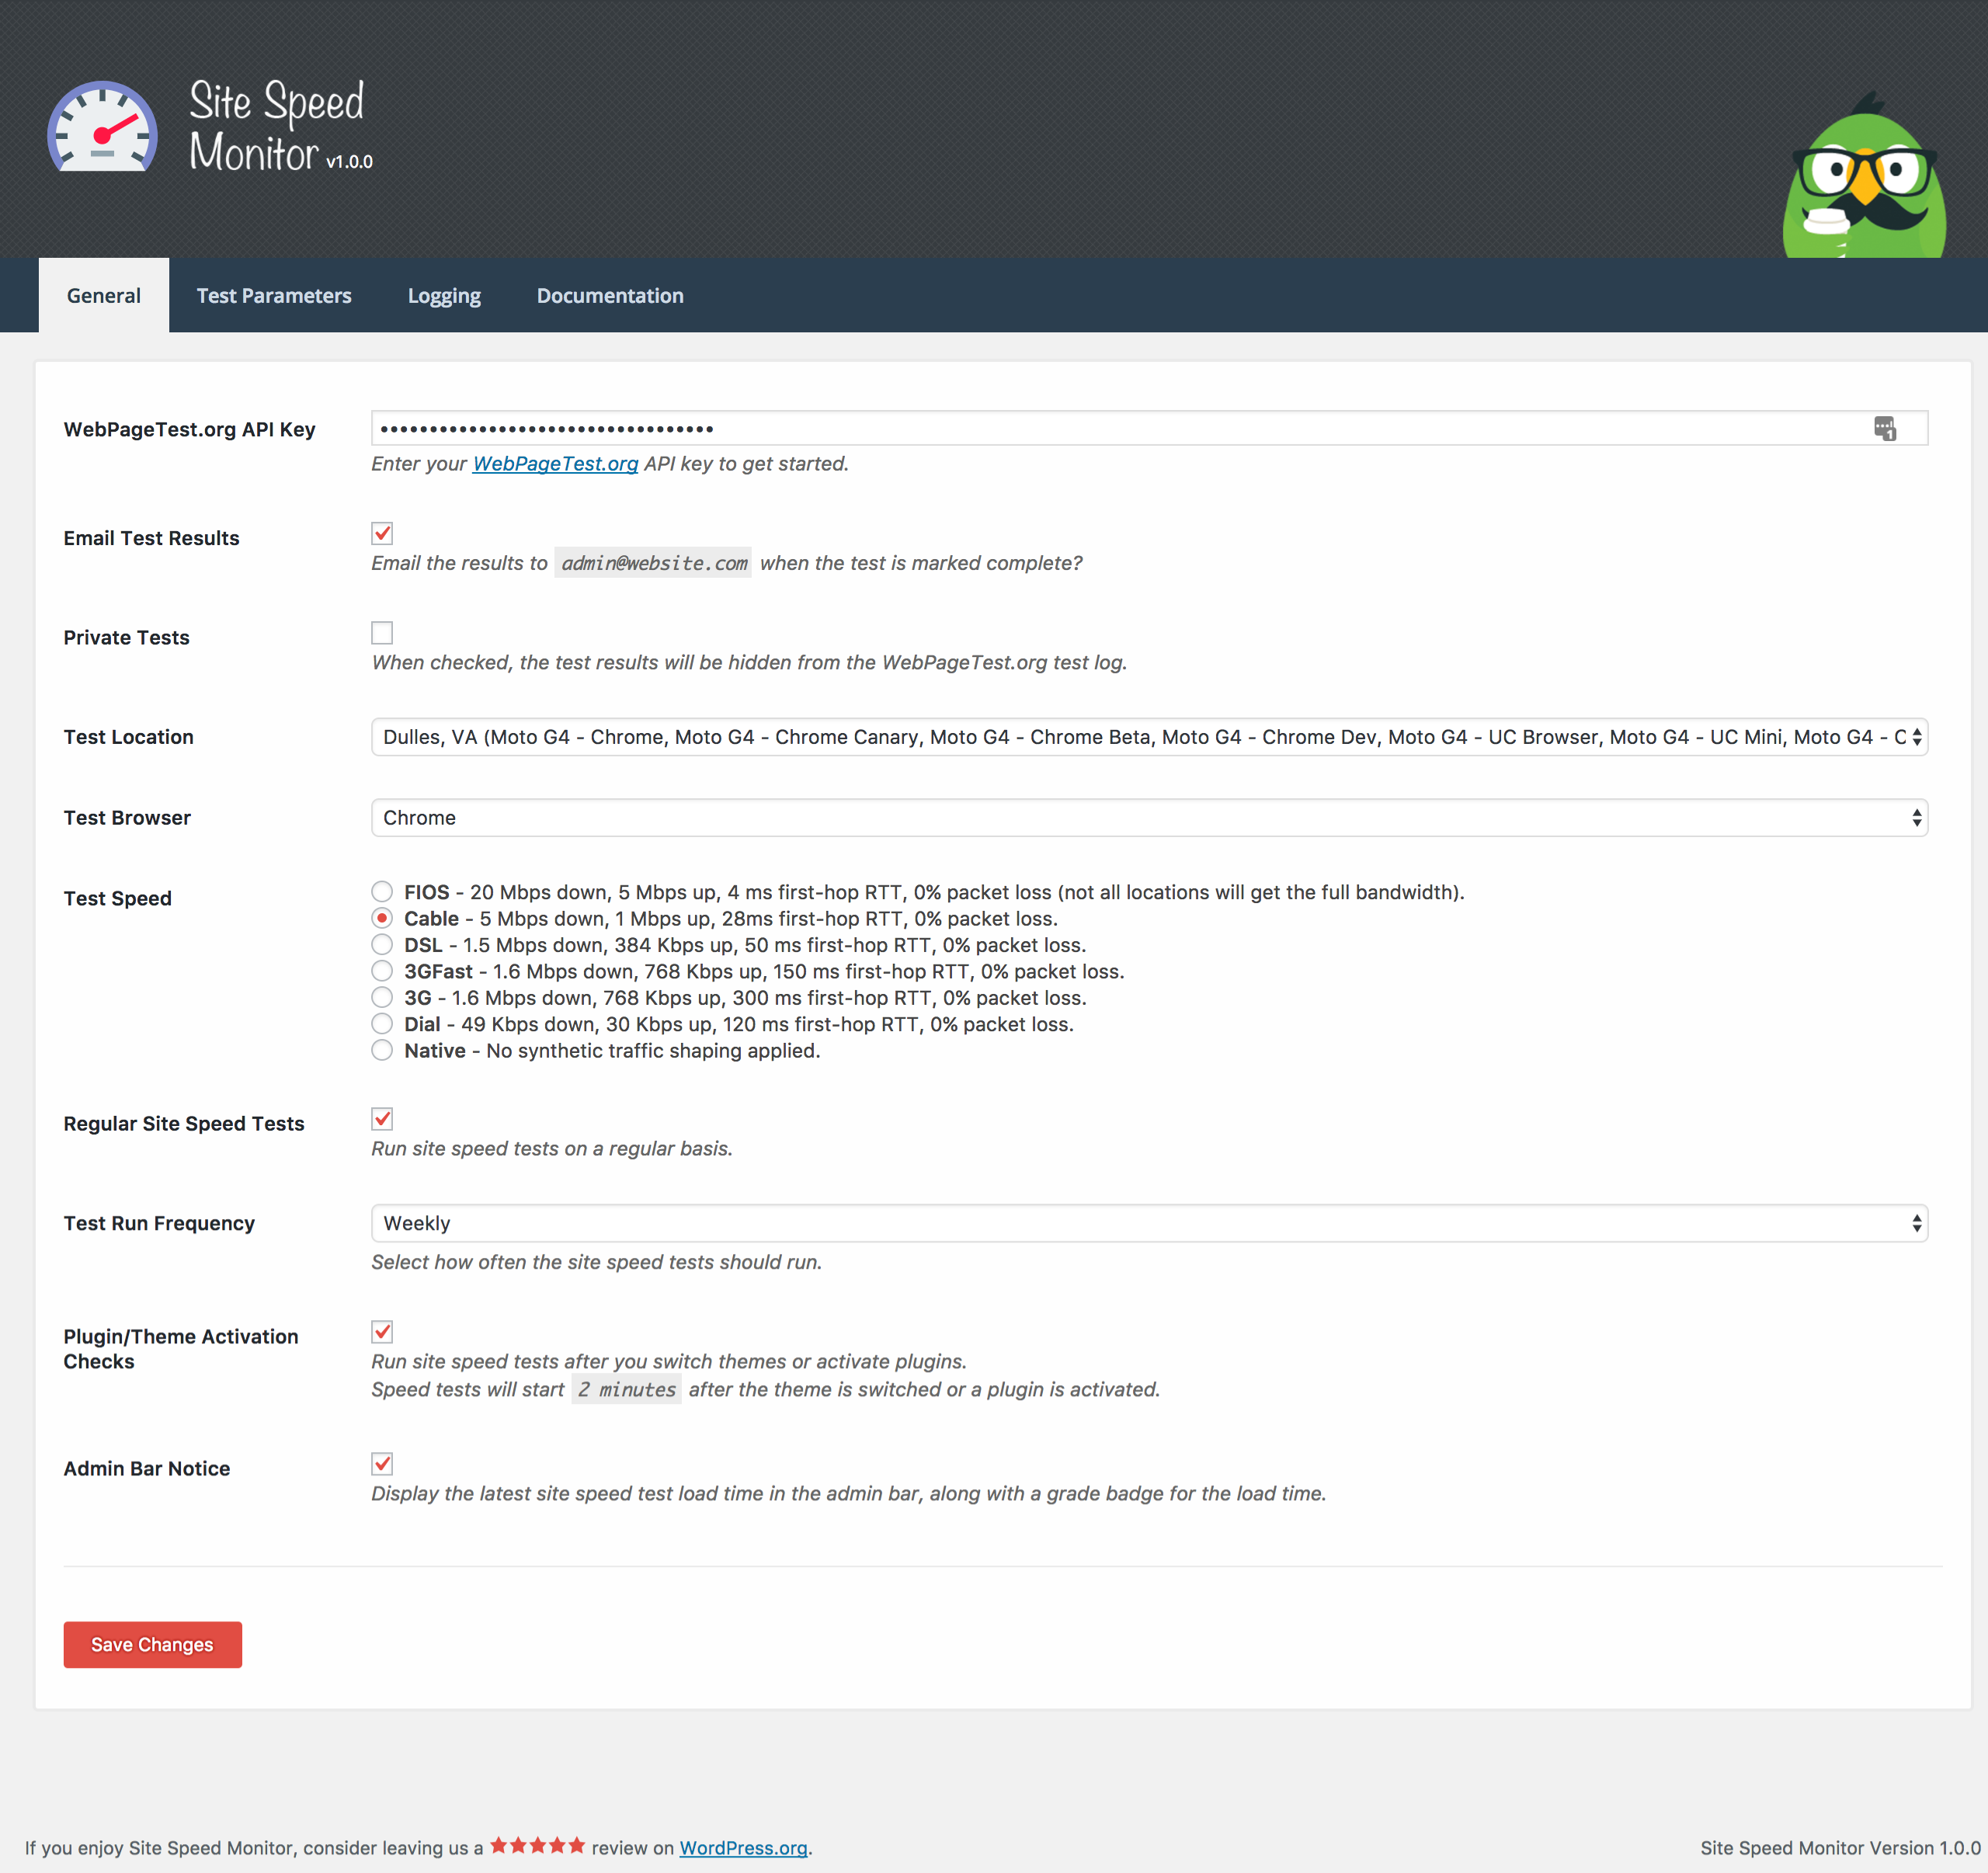 Site Speed
Monitor v1.0.0
General Test Parameters Logging Documentation
WebPageTest.org API Key
Enter your WebPageTest.org API key to get started.
Email Test Results
Email the results to admin@website.com when the test is marked complete?
Private Tests
When checked, the test results will be hidden from the WebPageTest.org test log.
Test Location
Dulles, VA (Moto G4 - Chrome, Moto G4 - Chrome Canary, Moto G4 - Chrome Beta, Moto G4 - Chrome Dev, Moto G4 - UC Browser, Moto G4 - UC Mini, Moto G4 - C
Test Browser
Chrome
Test Speed
FIOS - 20 Mbps down, 5 Mbps up, 4 ms first-hop RTT, 0% packet loss (not all locations will get the full bandwidth).
Cable - 5 Mbps down, 1 Mbps up, 28ms first-hop RTT, 0% packet loss.
DSL - 1.5 Mbps down, 384 Kbps up, 50 ms first-hop RTT, 0% packet loss.
3GFast - 1.6 Mbps down, 768 Kbps up, 150 ms first-hop RTT, 0% packet loss.
3G - 1.6 Mbps down, 768 Kbps up, 300 ms first-hop RTT, 0% packet loss.
Dial - 49 Kbps down, 30 Kbps up, 120 ms first-hop RTT, 0% packet loss.
Native - No synthetic traffic shaping applied.
Regular Site Speed Tests
Run site speed tests on a regular basis.
Test Run Frequency
Weekly
Select how often the site speed tests should run.
Plugin/Theme Activation
Checks
Run site speed tests after you switch themes or activate plugins.
Speed tests will start 2 minutes after the theme is switched or a plugin is activated.
Admin Bar Notice
Display the latest site speed test load time in the admin bar, along with a grade badge for the load time.
Save Changes
If you enjoy Site Speed Monitor, consider leaving us a ★★★★★ review on WordPress.org.
Site Speed Monitor Version 1.0.0